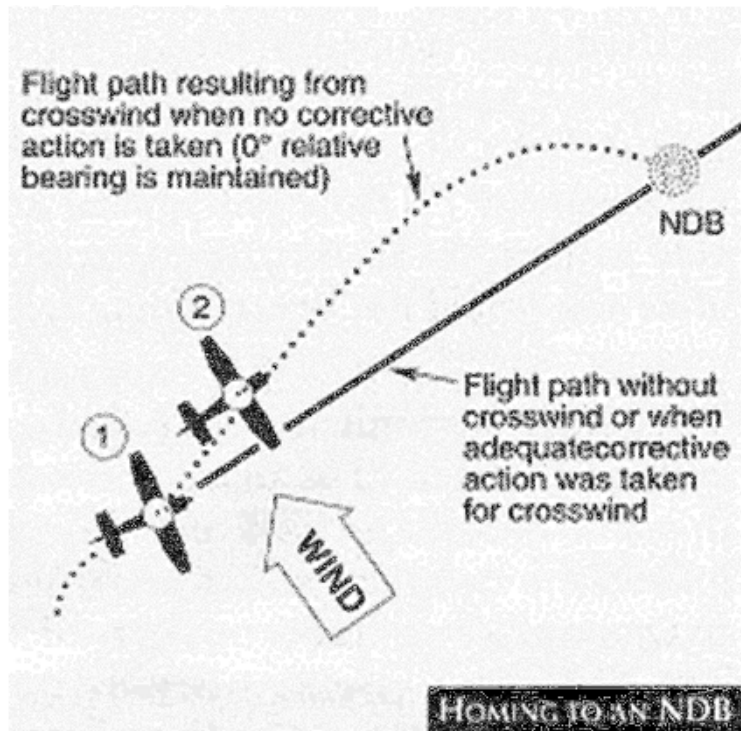 Flight path resulting from
crosswind when no corrective
action is taken (0° relative
bearing is maintained)
NDB
2
Flight path without
crosswind or when
adequatecorrective
action was taken
for crosswind
1
WIND
HOMING TO AN NDB